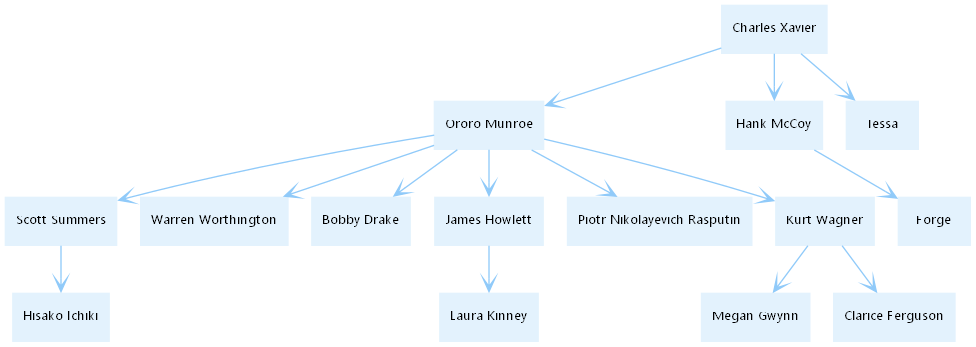 Charles Xavier
Ororo Munroe
Hank McCoy
Tessa
Scott Summers
Warren Worthington
Bobby Drake
James Howlett
Piotr Nikolayevich Rasputin
Kurt Wagner
Forge
Hisako Ichiki
Laura Kinney
Megan Gwynn
Clarice Ferguson